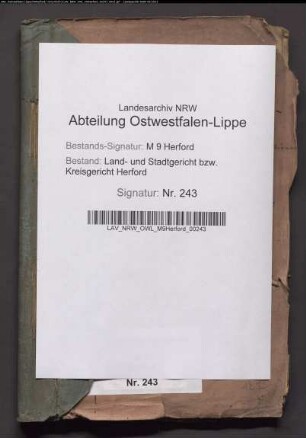 Landesarchiv NRW
Abteilung Ostwestfalen-Lippe
Bestands-Signatur: M 9 Herford
Bestand: Land- und Stadtgericht bzw.
Kreisgericht Herford
Signatur: Nr. 243
LAV_NRW_OWL_M9Herford_00243
Nr. 243